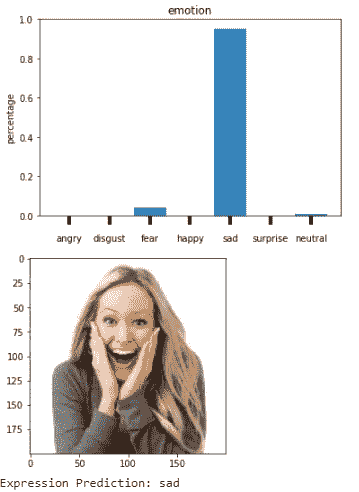 emotion
1.0
0.8
0.6
0.4
0.2
0.0
percentage
angry disgust fear happy sad surprise neutral
0
25
50
75
100
125
150
175
0 50 100 150
Expression Prediction: sad